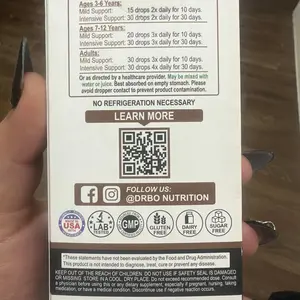 Ages 3-6 Years:
Mild Support: 15 drops 2x daily for 10 days.
Intensive Support: 30 drops 2x daily for 30 days.
Ages 7-12 Years:
Mild Support: 20 drops 3x daily for 10 days.
Intensive Support: 30 drops 2x daily for 30 days.
Adults:
Mild Support: 30 drops 3x daily for 10 days.
Intensive Support: 30 drops 4x daily for 30 days.
Or as directed by a healthcare provider. May be mixed with
water or juice. Best absorbed on empty stomach. Please
avoid dropper contact to prevent product contamination.
NO REFRIGERATION NECESSARY
LEARN MORE
FOLLOW US:
@DRBO NUTRITION
USA
LAB
TESTED
GMP
GLUTEN
FREE
DAIRY
FREE
SUGAR
FREE
*These statements have not been evaluated by the Food and Drug Administration.
This product is not intended to diagnose, treat, cure or prevent any disease.
KEEP OUT OF THE REACH OF CHILDREN. DO NOT USE IF SAFETY SEAL IS DAMAGED
OR MISSING. STORE IN A COOL, DRY PLACE. Do not exceed recommended dose. Consult
a physician before using this or any dietary supplement, especially if pregnant, nursing, taking
medication, or have a medical condition. Discontinue use if negative reaction occurs.